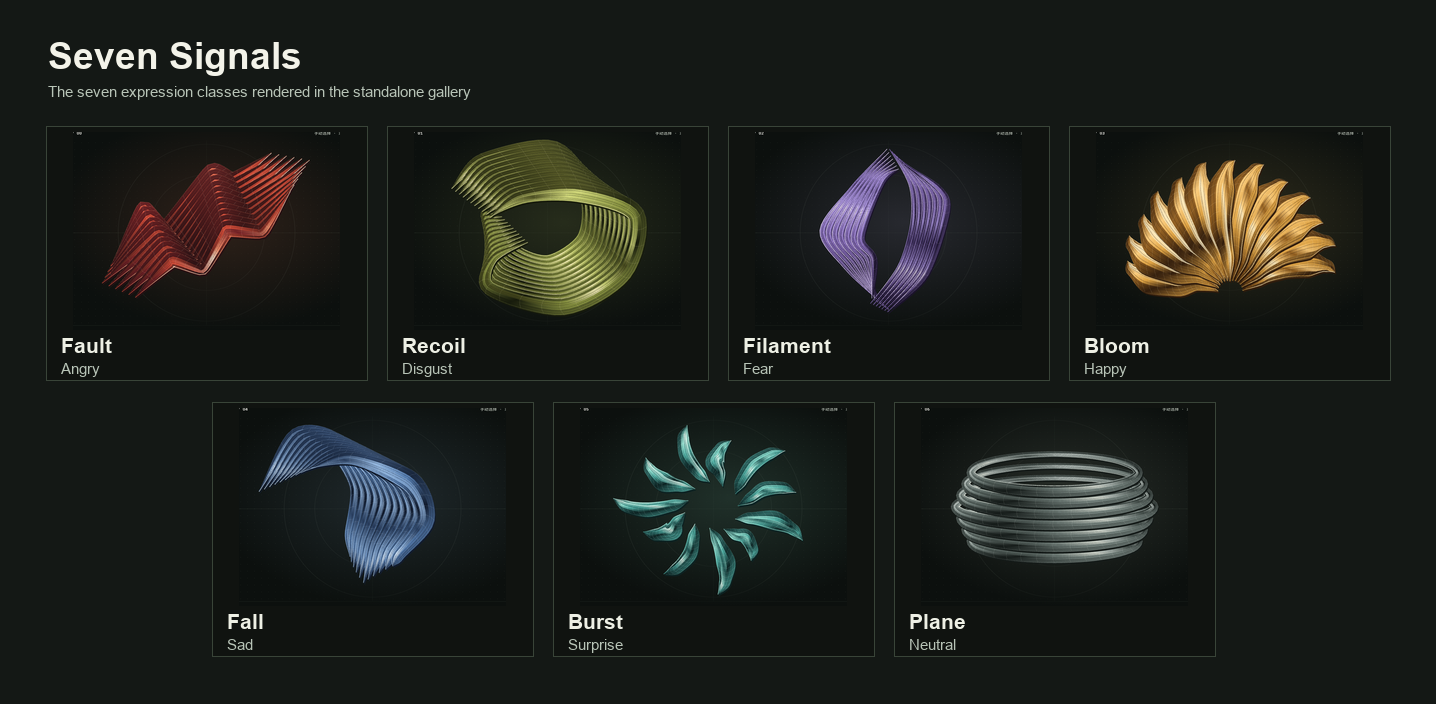 Seven Signals
The seven expression classes rendered in the standalone gallery
Fault
Angry
Recoil
Disgust
Filament
Fear
Bloom
Happy
Fall
Sad
Burst
Surprise
Plane
Neutral